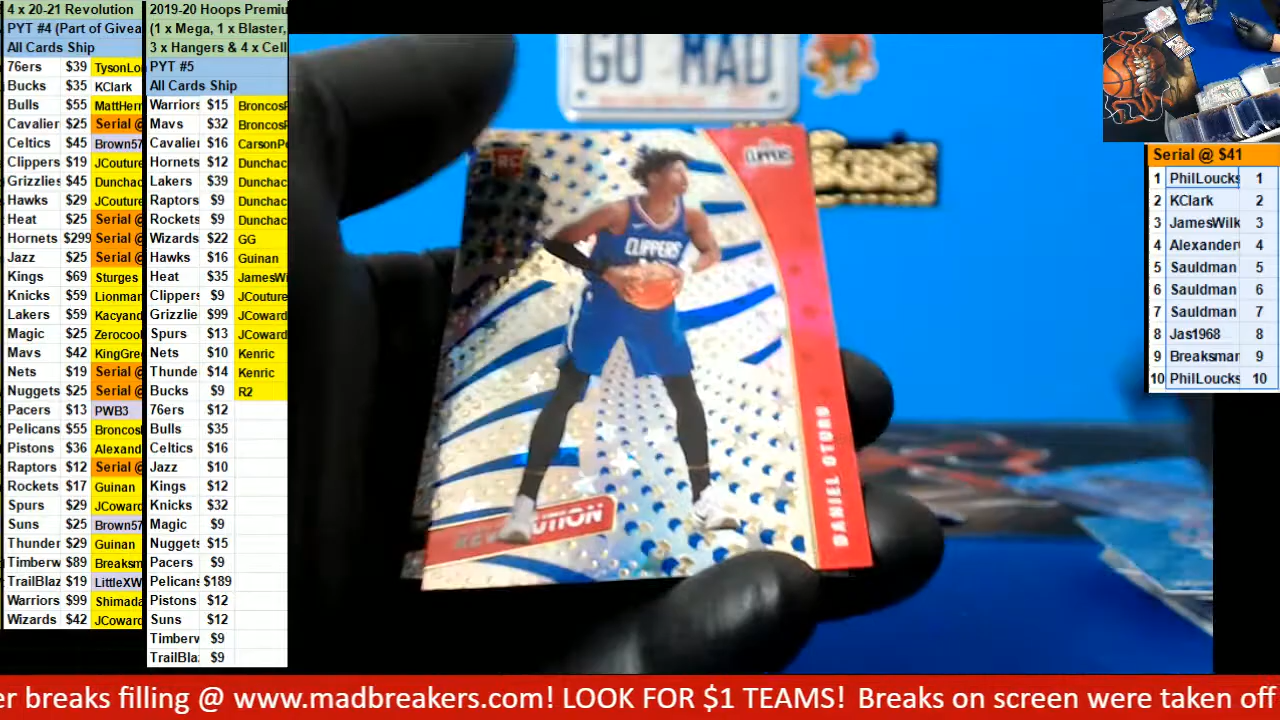 4 x 20-21 Revolution
PYT #4 (Part of Givea
All Cards Ship
76ers $39 TysonLo
Bucks $35 KClark
Bulls $55 MattHerr
Cavalier $25 Serial @
Celtics $45 Brown57
Clippers $19 JCouture
Grizzlies $45 Dunchac
Hawks $29 JCouture
Heat $25 Serial @
Hornets $299 Serial @
Jazz $25 Serial @
Kings $69 Sturges
Knicks $59 Lionman
Lakers $59 Kacyand
Magic $25 Zerocool
Mavs $42 KingGre
Nets $19 Serial @
Nuggets $25 Serial @
Pacers $13 PWB3
Pelicans $55 Broncos
Pistons $36 Alexand
Raptors $12 Serial @
Rockets $17 Guinan
Spurs $29 JCoward
Suns $25 Brown57
Thunder $29 Guinan
Timberw $89 Breaksm
TrailBlaz $19 LittleXW
Warriors $99 Shimada
Wizards $42 JCoward
2019-20 Hoops Premiu
(1 x Mega, 1 x Blaster,
3 x Hangers & 4 x Cell
PYT #5
All Cards Ship
Warriors $15 BroncosF
Mavs $32 BroncosF
Cavalier $16 CarsonPo
Hornets $12 Dunchac
Lakers $39 Dunchac
Raptors $9 Dunchac
Rockets $9 Dunchac
Wizards $22 GG
Hawks $16 Guinan
Heat $35 JamesWi
Clippers $9 JCouture
Grizzlie $99 JCoward
Spurs $13 JCoward
Nets $10 Kenric
Thunde $14 Kenric
Bucks $9 R2
76ers $12
Bulls $35
Celtics $16
Jazz $10
Kings $12
Knicks $32
Magic $9
Nuggets $15
Pacers $9
Pelicans $189
Pistons $12
Suns $12
Timberw $9
TrailBla $9
GO MAD
RC
CLIPPERS
CLIPPERS
DANIEL OTURU
REVOLUTION
Serial @ $41
1 PhilLoucks 1
2 KClark 2
3 JamesWilk 3
4 Alexander 4
5 Sauldman 5
6 Sauldman 6
7 Sauldman 7
8 Jas1968 8
9 Breaksman 9
10 PhilLoucks 10
er breaks filling @ www.madbreakers.com! LOOK FOR $1 TEAMS! Breaks on screen were taken off